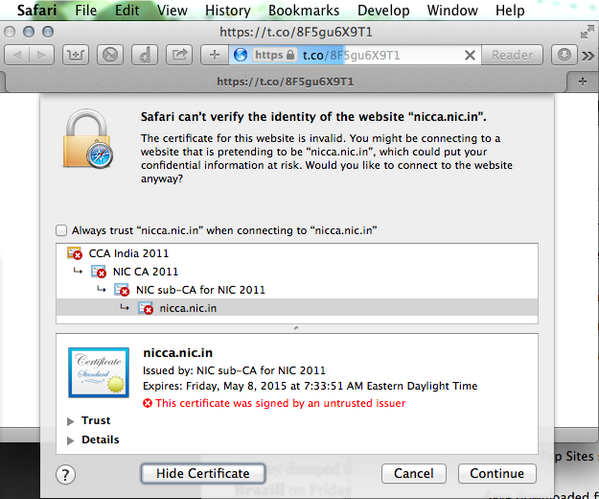 Safari File Edit View History Bookmarks Develop Window Help
https://t.co/8F5gu6X9T1
https t.co/8F5gu6X9T1 Reader
https://t.co/8F5gu6X9T1
Safari can't verify the identity of the website “nicca.nic.in”.
The certificate for this website is invalid. You might be connecting to a
website that is pretending to be “nicca.nic.in”, which could put your
confidential information at risk. Would you like to connect to the website
anyway?
Always trust “nicca.nic.in” when connecting to “nicca.nic.in”
CCA India 2011
NIC CA 2011
NIC sub-CA for NIC 2011
nicca.nic.in
Certificate
Standard
nicca.nic.in
Issued by: NIC sub-CA for NIC 2011
Expires: Friday, May 8, 2015 at 7:33:51 AM Eastern Daylight Time
This certificate was signed by an untrusted issuer
Trust
Details
? Hide Certificate Cancel Continue
p Sites
on Friday